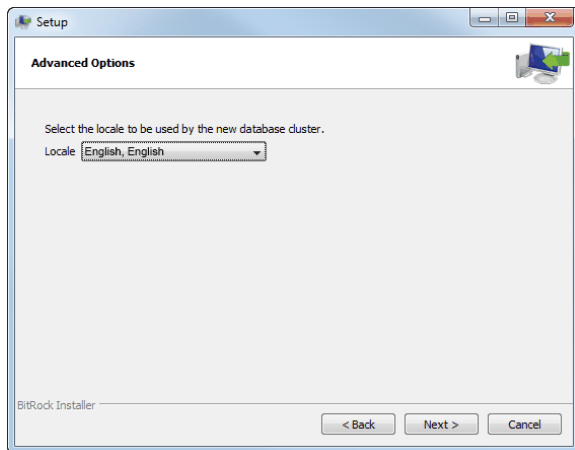 Setup
Advanced Options
Select the locale to be used by the new database cluster.
Locale English, English
BitRock Installer
< Back Next > Cancel